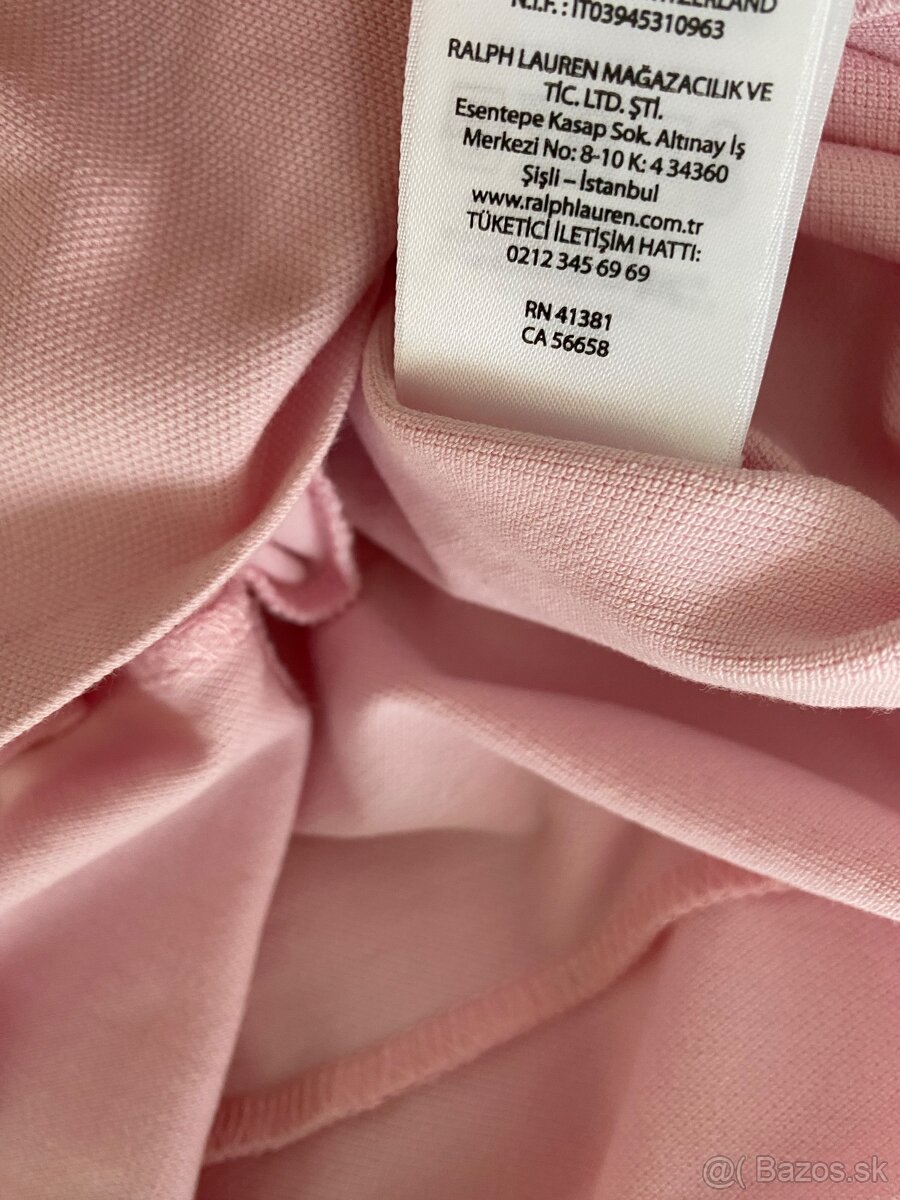 SWITZERLAND
N.I.F. : IT03945310963
RALPH LAUREN MAĞAZACILIK VE
TİC. LTD. ŞTİ.
Esentepe Kasap Sok. Altınay İş
Merkezi No: 8-10 K: 4 34360
Şişli – İstanbul
www.ralphlauren.com.tr
TÜKETİCİ İLETİŞİM HATTI:
0212 345 69 69
RN 41381
CA 56658
@( Bazos.sk